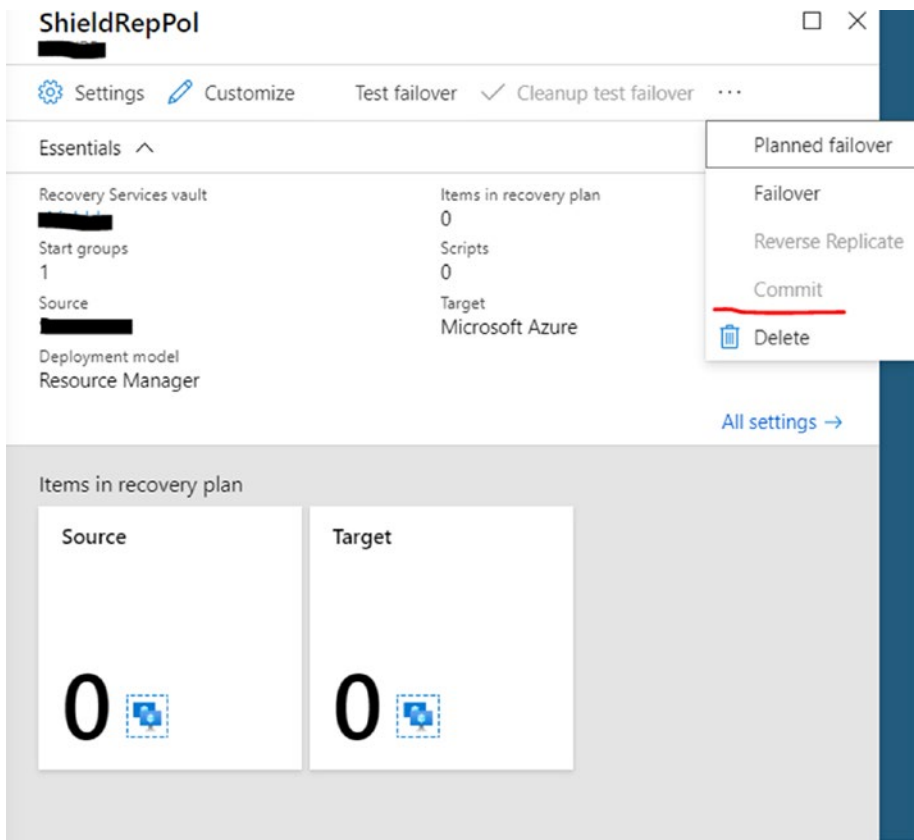 ShieldRepPol
Settings Customize Test failover Cleanup test failover ...
Essentials
Planned failover
Failover
Reverse Replicate
Commit
Delete
Recovery Services vault
Items in recovery plan
0
Start groups
1
Scripts
0
Source
Target
Microsoft Azure
Deployment model
Resource Manager
All settings →
Items in recovery plan
Source
0
Target
0